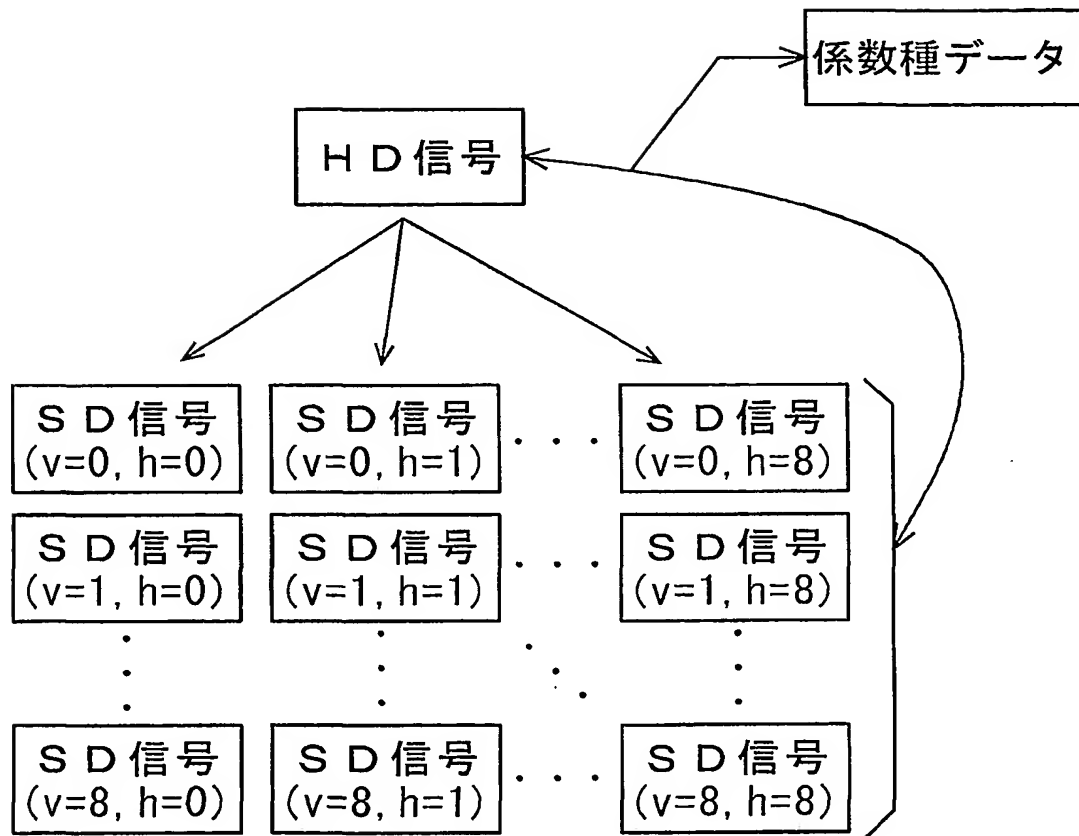 係数種データ
HD信号
SD信号
(v=0, h=0)
SD信号
(v=0, h=1)
・・・
SD信号
(v=0, h=8)
SD信号
(v=1, h=0)
SD信号
(v=1, h=1)
・・・
SD信号
(v=1, h=8)
SD信号
(v=8, h=0)
SD信号
(v=8, h=1)
・・・
SD信号
(v=8, h=8)